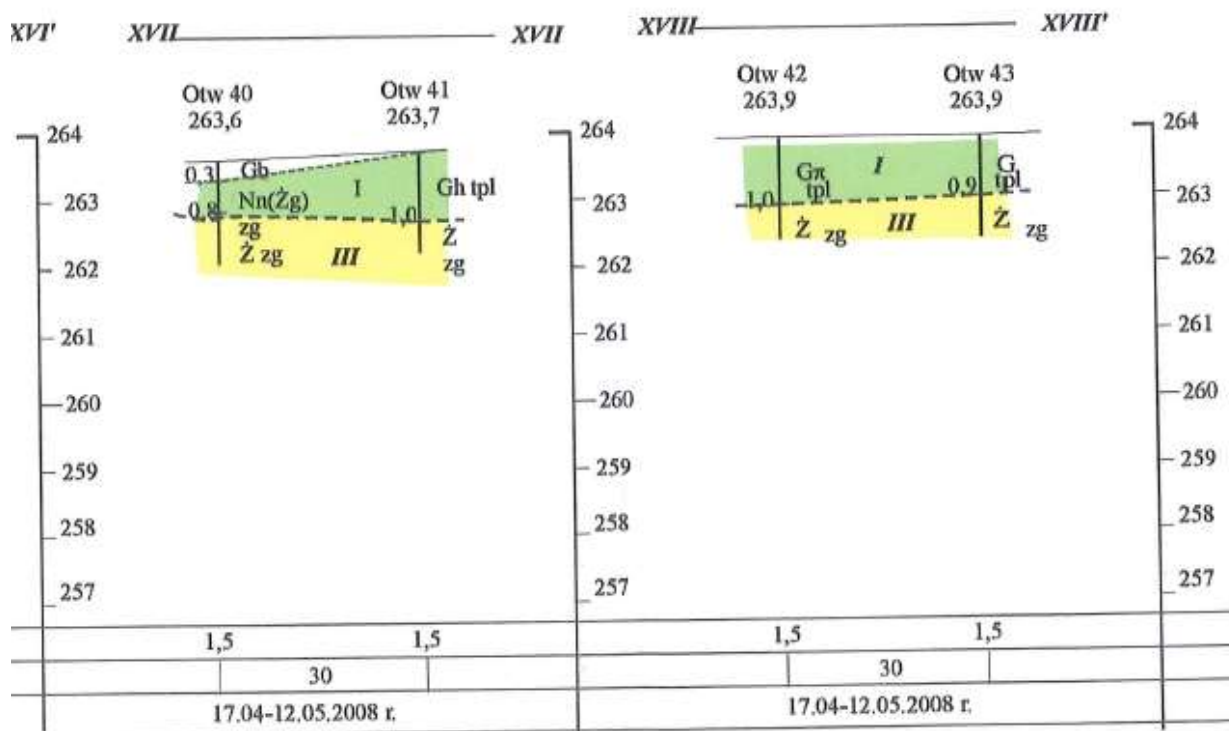 XVI'
XVII XVII
XVIII XVIII'
Otw 40
263,6
Otw 41
263,7
Otw 42
263,9
Otw 43
263,9
264
263
262
261
260
259
258
257
264
263
262
261
260
259
258
257
264
263
262
261
260
259
258
257
0.3 Gb
0.8 Nn(Żg) I 1,0 Gh tpl
zg
Ż zg III Ż
zg
1,0 Gπ
tpl I 0,9 G
tpl
Ż zg III Ż zg
1,5 1,5
30
17.04-12.05.2008 r.
1,5 1,5
30
17.04-12.05.2008 r.